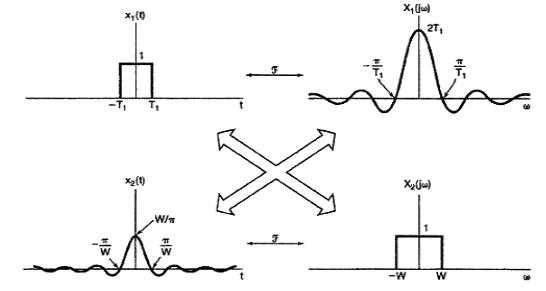 x₁(t)
1
-T₁ T₁ t
ℱ
X₁(jω)
2T₁
-π/T₁ π/T₁
ω
x₂(t)
W/π
-π/W π/W
t
ℱ
X₂(jω)
1
-W W ω